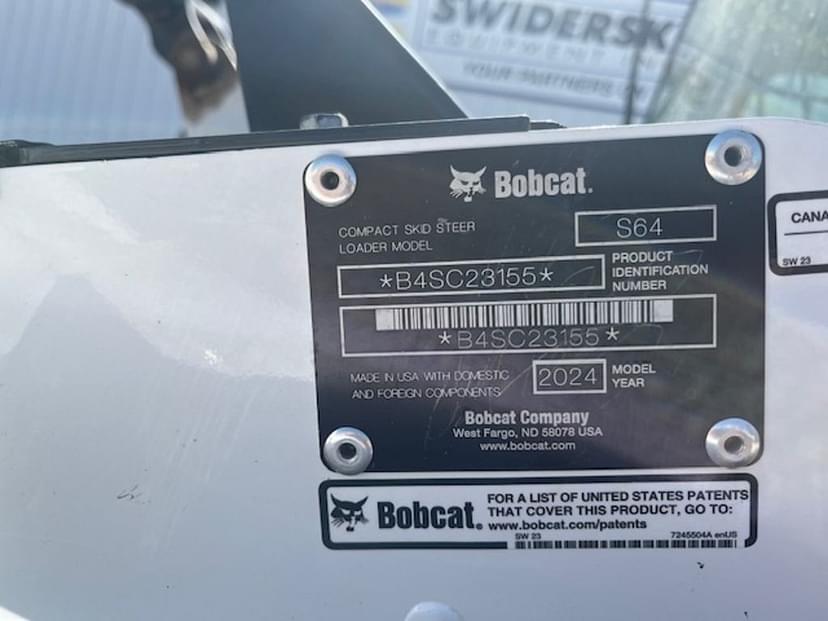 SWIDERSK
EQUIPMENT IN
YOUR PARTNERS IN
Bobcat.
COMPACT SKID STEER
LOADER MODEL
S64
*B4SC23155*
PRODUCT
IDENTIFICATION
NUMBER
*B4SC23155*
MADE IN USA WITH DOMESTIC
AND FOREIGN COMPONENTS
2024
MODEL
YEAR
Bobcat Company
West Fargo, ND 58078 USA
www.bobcat.com
CANA
SW 23
Bobcat.
FOR A LIST OF UNITED STATES PATENTS
THAT COVER THIS PRODUCT, GO TO:
www.bobcat.com/patents
SW 23
7245504A enUS